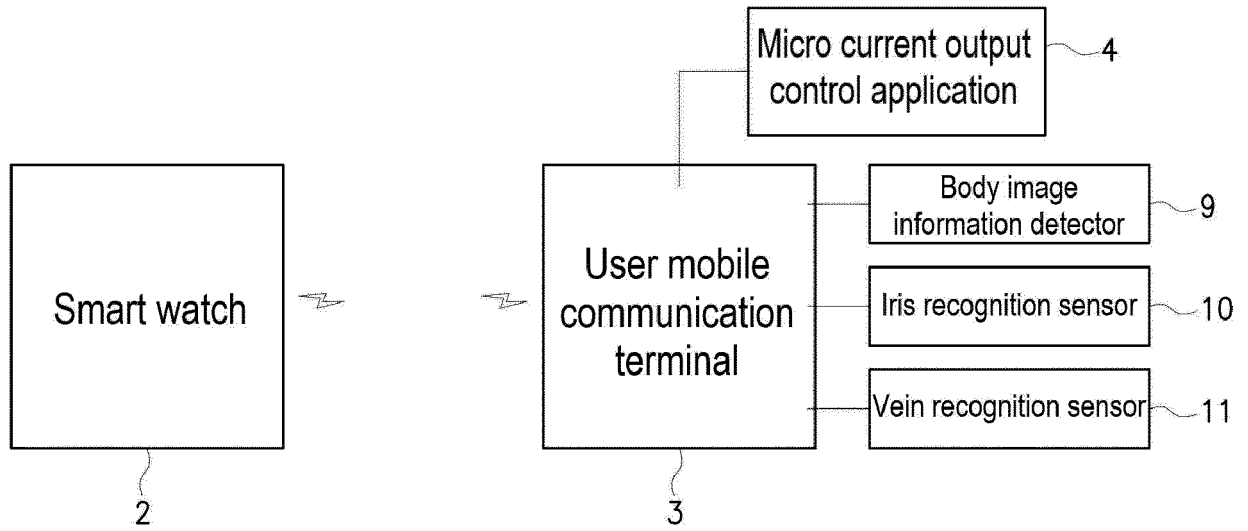 Micro current output
control application
4
Smart watch
2
User mobile
communication
terminal
3
Body image
information detector
9
Iris recognition sensor
10
Vein recognition sensor
11